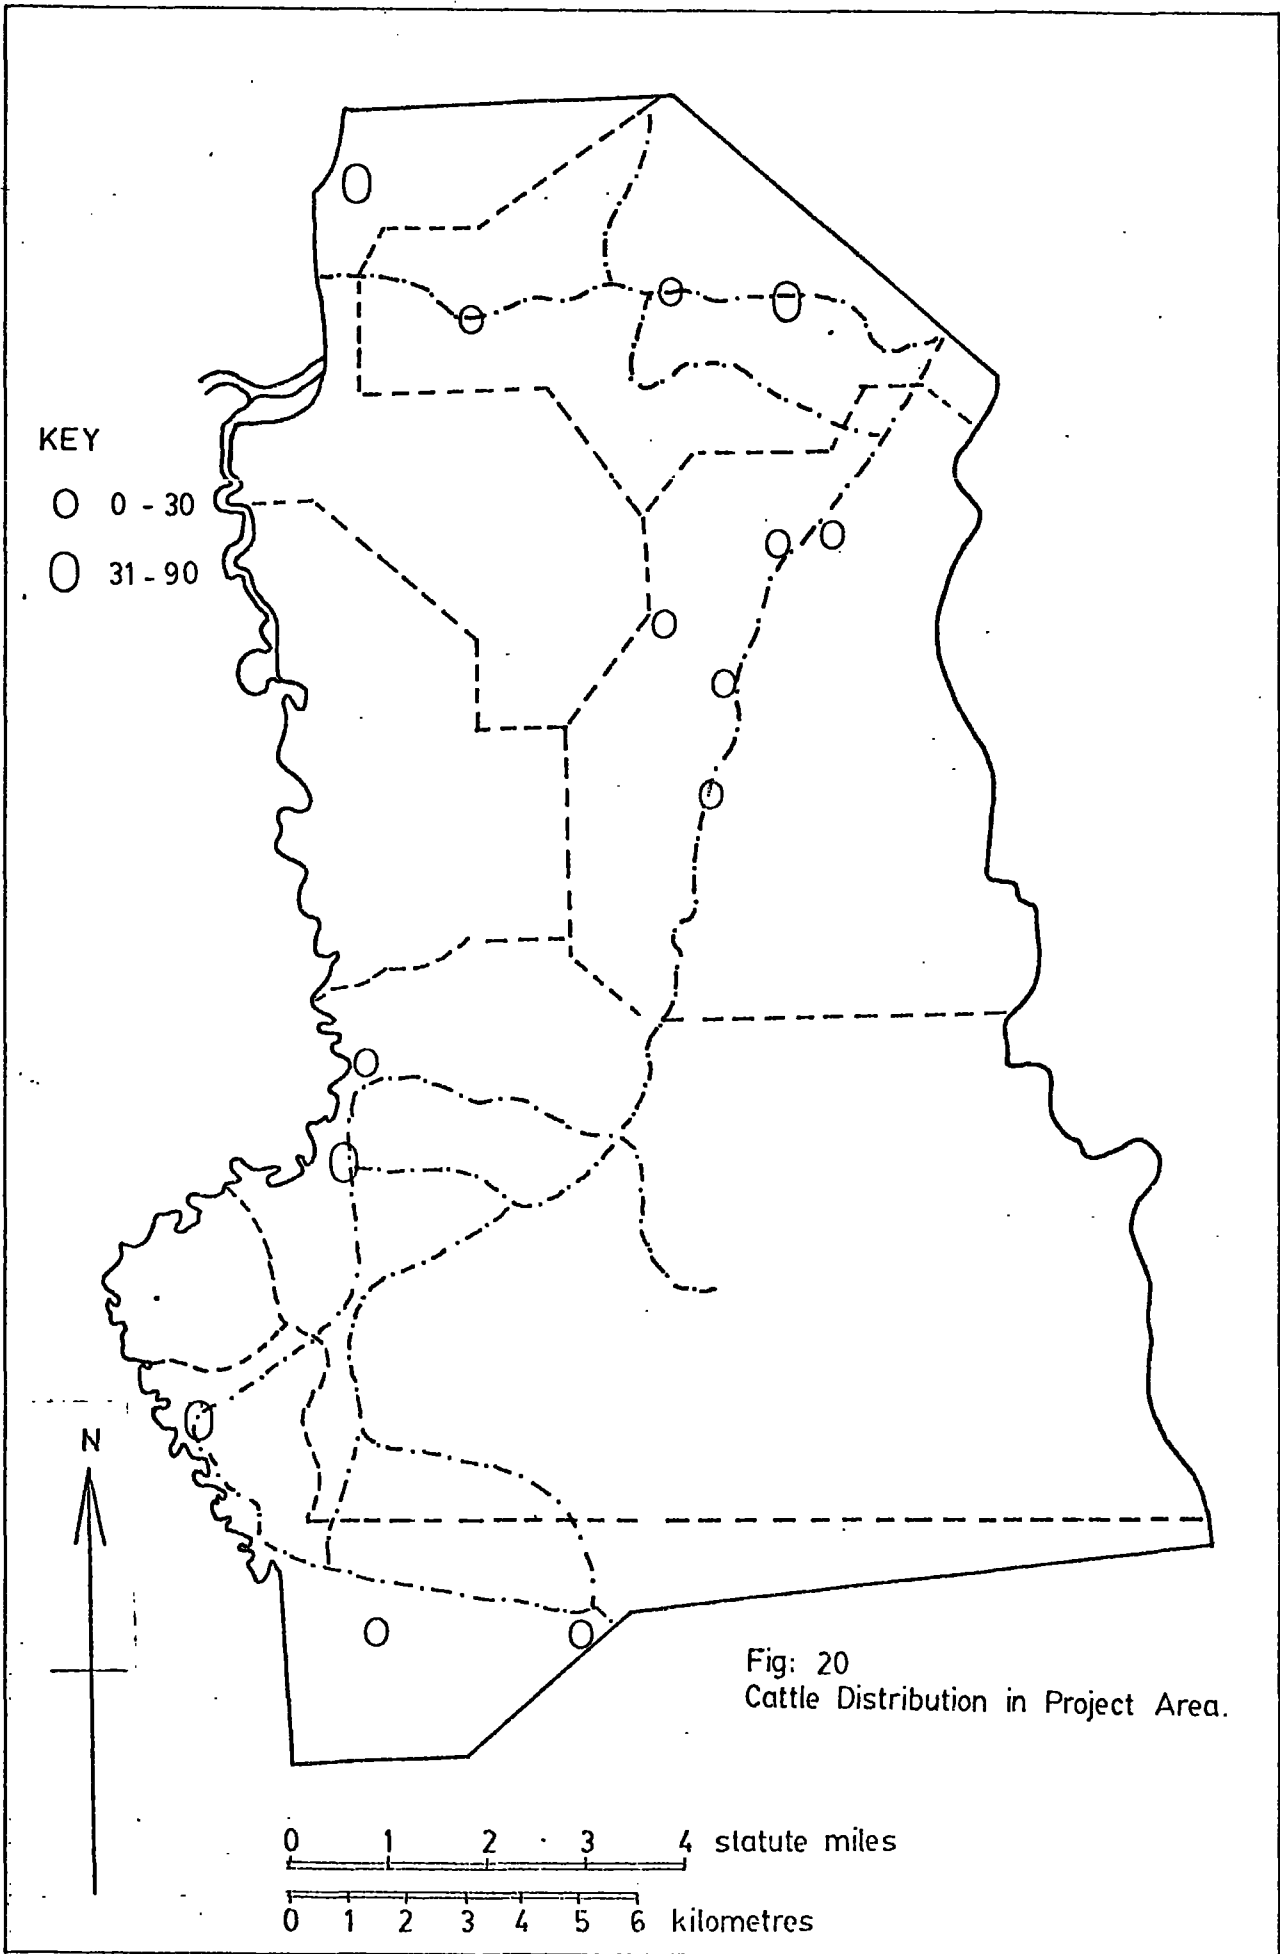 KEY
0 - 30
31 - 90
N
Fig: 20
Cattle Distribution in Project Area.
0 1 2 3 4 statute miles
0 1 2 3 4 5 6 kilometres